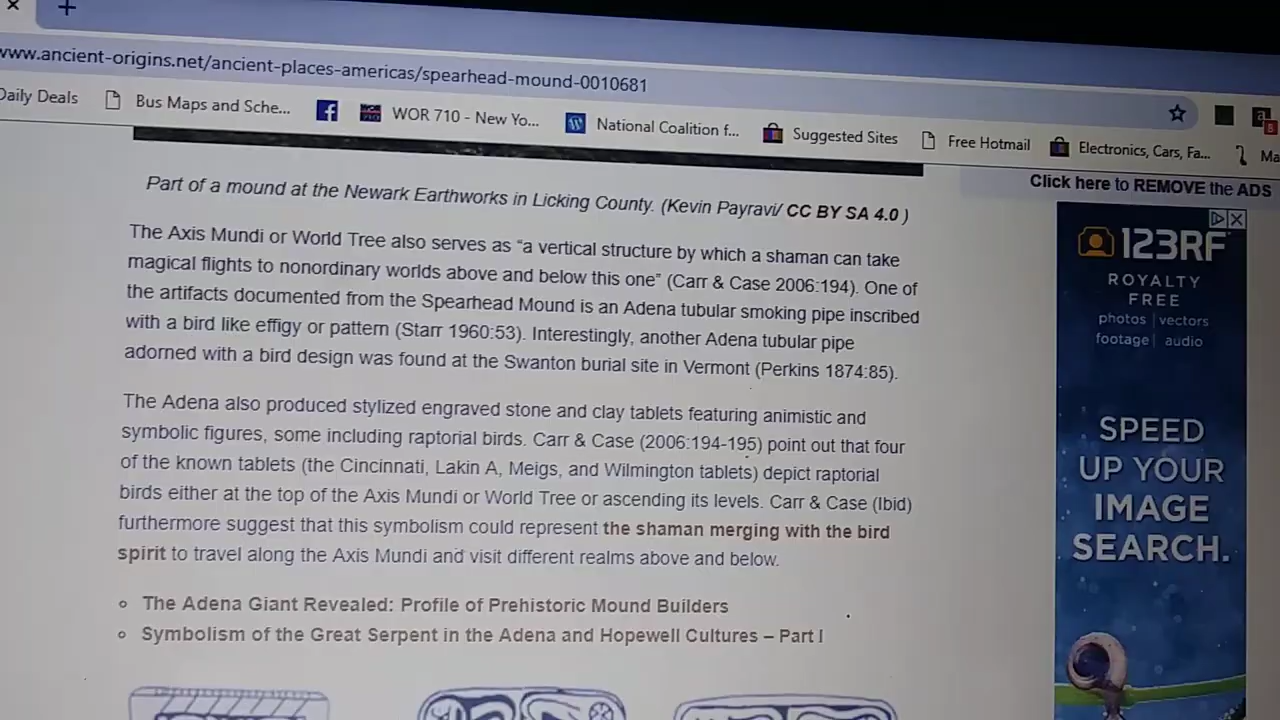 www.ancient-origins.net/ancient-places-americas/spearhead-mound-0010681
Daily Deals
Bus Maps and Sche...
WOR 710 - New Yo...
National Coalition f...
Suggested Sites
Free Hotmail
Electronics, Cars, Fa...
Ma
Click here to REMOVE the ADS
Part of a mound at the Newark Earthworks in Licking County. (Kevin Payravi/ CC BY SA 4.0 )
The Axis Mundi or World Tree also serves as “a vertical structure by which a shaman can take
magical flights to nonordinary worlds above and below this one” (Carr & Case 2006:194). One of
the artifacts documented from the Spearhead Mound is an Adena tubular smoking pipe inscribed
with a bird like effigy or pattern (Starr 1960:53). Interestingly, another Adena tubular pipe
adorned with a bird design was found at the Swanton burial site in Vermont (Perkins 1874:85).
The Adena also produced stylized engraved stone and clay tablets featuring animistic and
symbolic figures, some including raptorial birds. Carr & Case (2006:194-195) point out that four
of the known tablets (the Cincinnati, Lakin A, Meigs, and Wilmington tablets) depict raptorial
birds either at the top of the Axis Mundi or World Tree or ascending its levels. Carr & Case (Ibid)
furthermore suggest that this symbolism could represent the shaman merging with the bird
spirit to travel along the Axis Mundi and visit different realms above and below.
The Adena Giant Revealed: Profile of Prehistoric Mound Builders
Symbolism of the Great Serpent in the Adena and Hopewell Cultures – Part I
123RF
ROYALTY
FREE
photos | vectors
footage | audio
SPEED
UP YOUR
IMAGE
SEARCH.